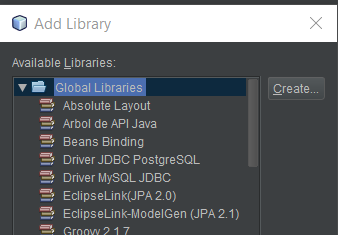 Add Library
Available Libraries:
Global Libraries
Create...
Absolute Layout
Arbol de API Java
Beans Binding
Driver JDBC PostgreSQL
Driver MySQL JDBC
EclipseLink(JPA 2.0)
EclipseLink-ModelGen (JPA 2.1)
Groovy 2.1.7